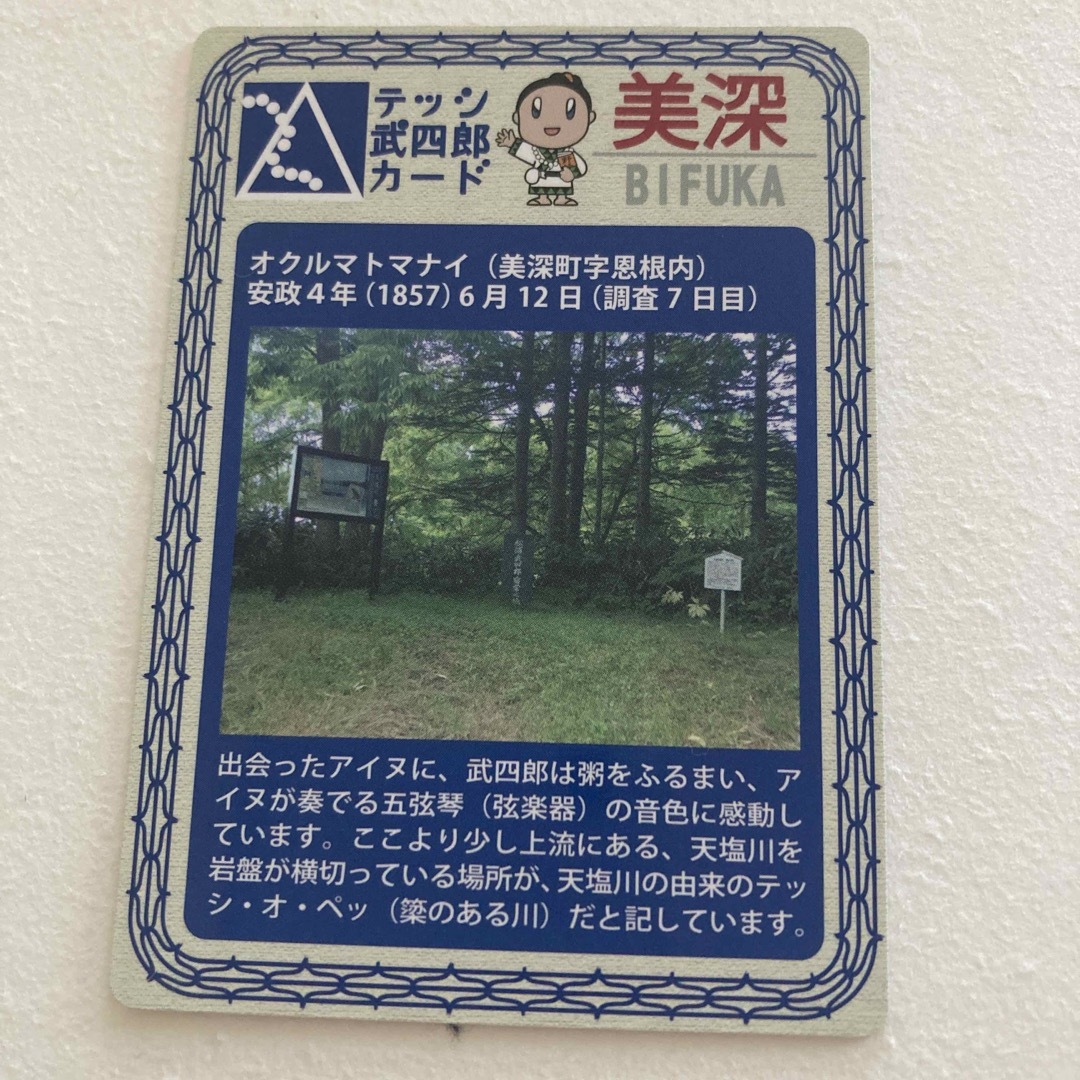 テッシ
武四郎
カード
美深
BIFUKA
オクルマトマナイ（美深町字恩根内）
安政４年（1857）６月12日（調査７日目）
出会ったアイヌに、武四郎は粥をふるまい、ア
イヌが奏でる五弦琴（弦楽器）の音色に感動し
ています。ここより少し上流にある、天塩川を
岩盤が横切っている場所が、天塩川の由来のテッ
シ・オ・ペッ（簗のある川）だと記しています。